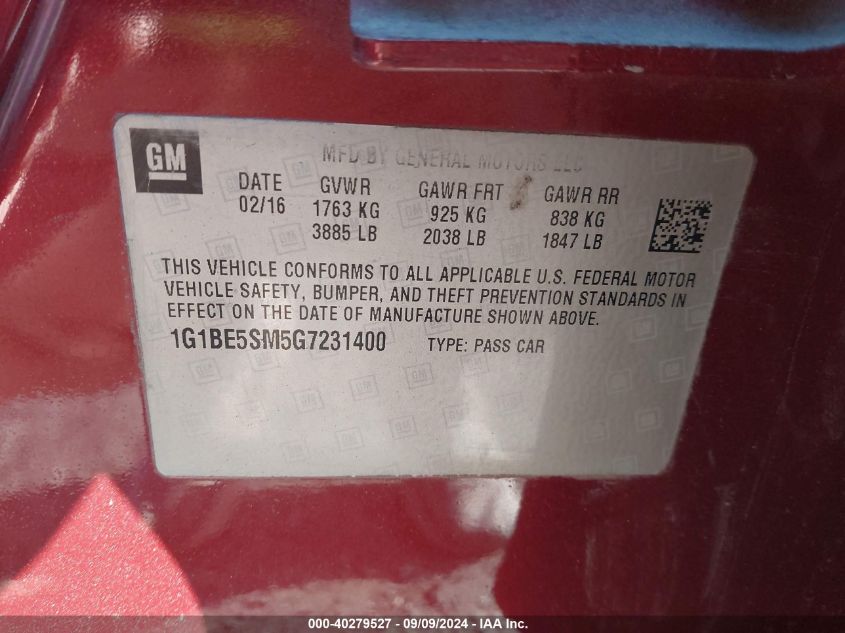 GM
MFD BY GENERAL MOTORS LLC
DATE GVWR GAWR FRT GAWR RR
02/16 1763 KG 925 KG 838 KG
3885 LB 2038 LB 1847 LB
THIS VEHICLE CONFORMS TO ALL APPLICABLE U.S. FEDERAL MOTOR
VEHICLE SAFETY, BUMPER, AND THEFT PREVENTION STANDARDS IN
EFFECT ON THE DATE OF MANUFACTURE SHOWN ABOVE.
1G1BE5SM5G7231400 TYPE: PASS CAR
000-40279527 - 09/09/2024 - IAA Inc.